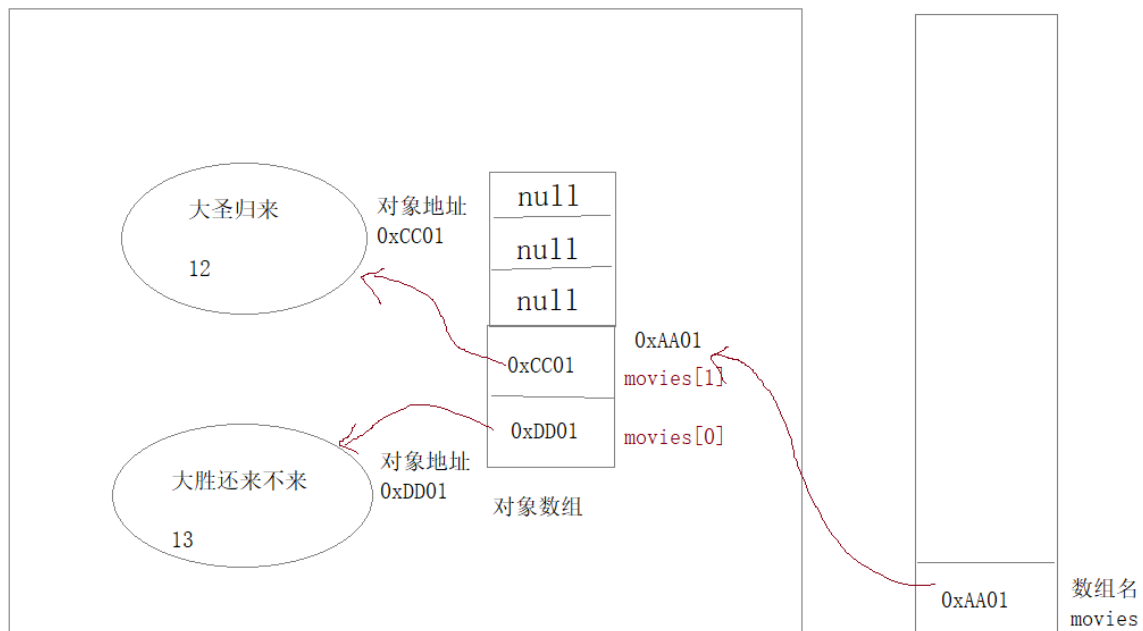 大圣归来
12
对象地址
0xCC01
null
null
null
0xCC01
0xAA01
movies[1]
0xDD01
movies[0]
大胜还来不来
13
对象地址
0xDD01
对象数组
0xAA01
数组名
movies